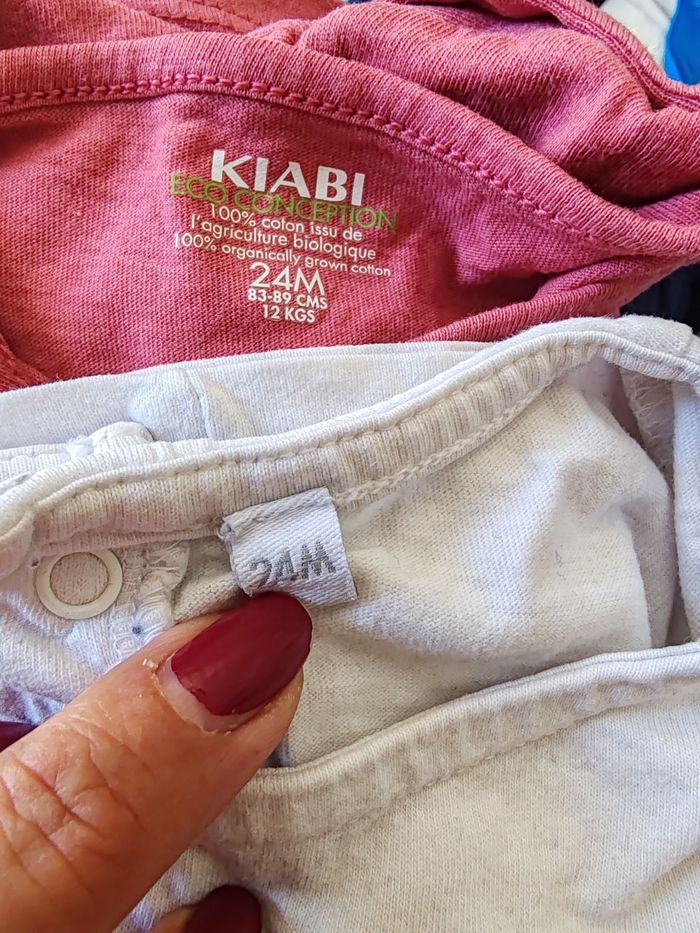 KIABI
ECO CONCEPTION
100% coton issu de
l'agriculture biologique
100% organically grown cotton
24M
83-89 CMS
12 KGS
24M